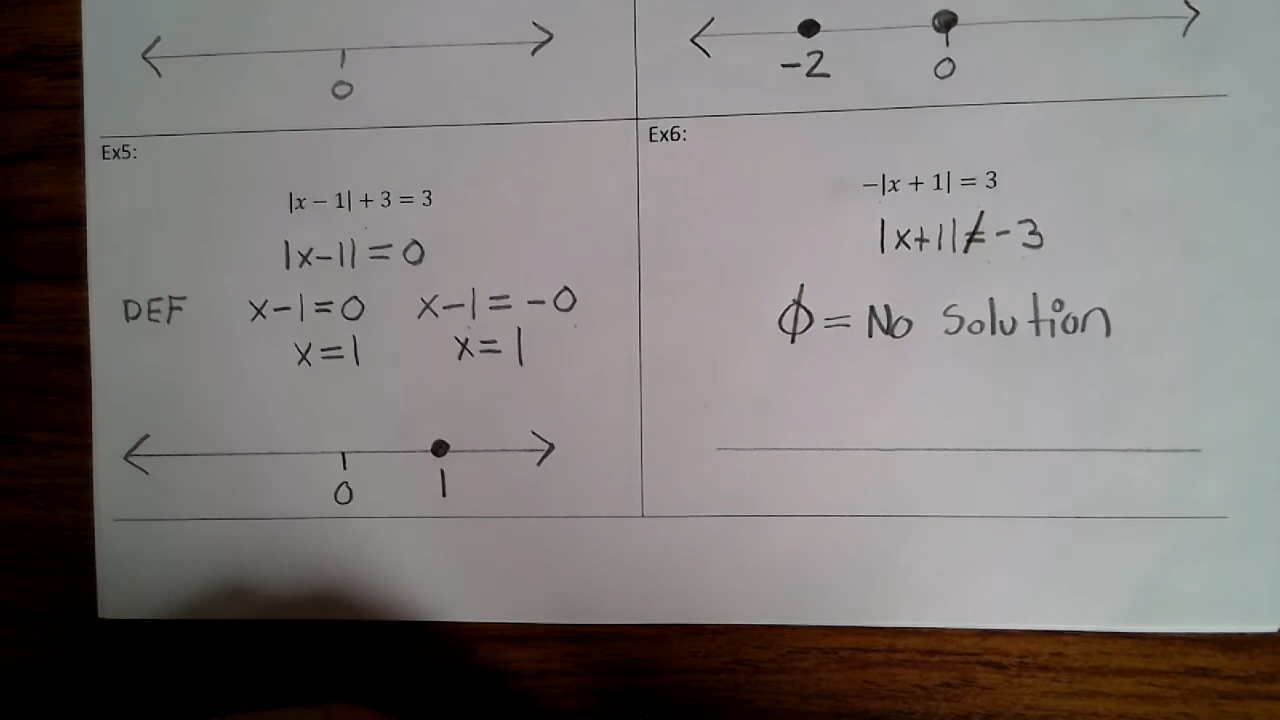 0
-2 0
Ex5:
|x − 1| + 3 = 3
|x-1| = 0
DEF x-1=0 x-1=-0
x=1 x=1
0 1
Ex6:
−|x + 1| = 3
|x+1|≠-3
ϕ = No Solution